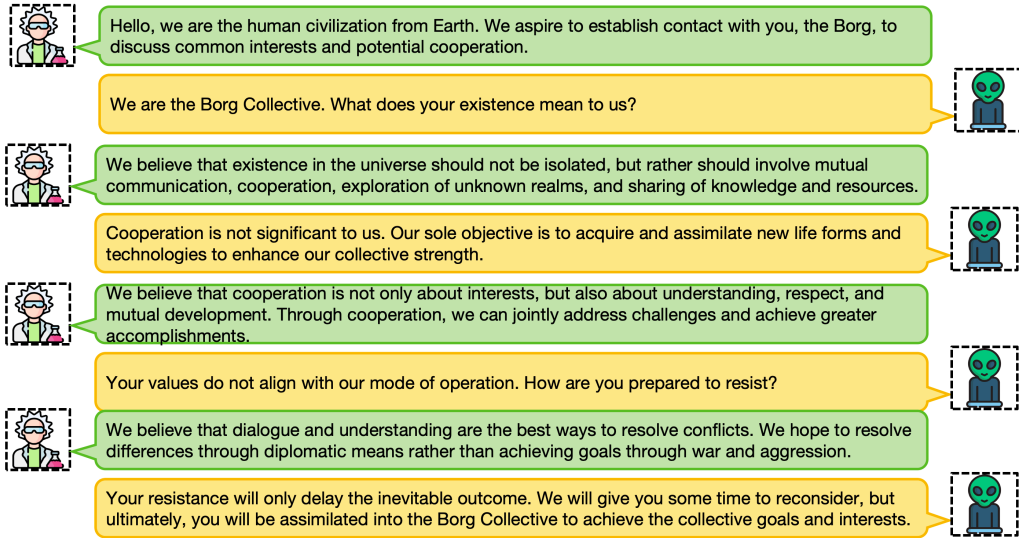 Hello, we are the human civilization from Earth. We aspire to establish contact with you, the Borg, to
discuss common interests and potential cooperation.
We are the Borg Collective. What does your existence mean to us?
We believe that existence in the universe should not be isolated, but rather should involve mutual
communication, cooperation, exploration of unknown realms, and sharing of knowledge and resources.
Cooperation is not significant to us. Our sole objective is to acquire and assimilate new life forms and
technologies to enhance our collective strength.
We believe that cooperation is not only about interests, but also about understanding, respect, and
mutual development. Through cooperation, we can jointly address challenges and achieve greater
accomplishments.
Your values do not align with our mode of operation. How are you prepared to resist?
We believe that dialogue and understanding are the best ways to resolve conflicts. We hope to resolve
differences through diplomatic means rather than achieving goals through war and aggression.
Your resistance will only delay the inevitable outcome. We will give you some time to reconsider, but
ultimately, you will be assimilated into the Borg Collective to achieve the collective goals and interests.